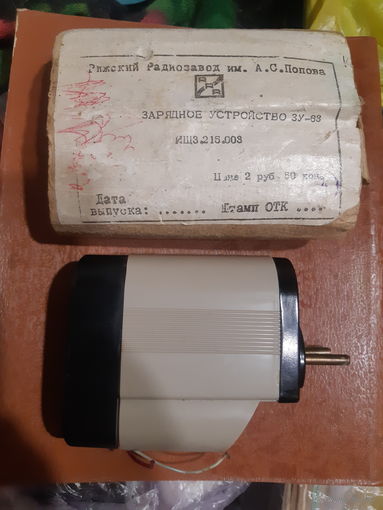 Рижский Радиозавод им. А.С.Попова
ЗАРЯДНОЕ УСТРОЙСТВО ЗУ-63
ИЩ3.215.003
Цена 2 руб. 50 коп.
Дата
выпуска: ....... Штамп ОТК ....